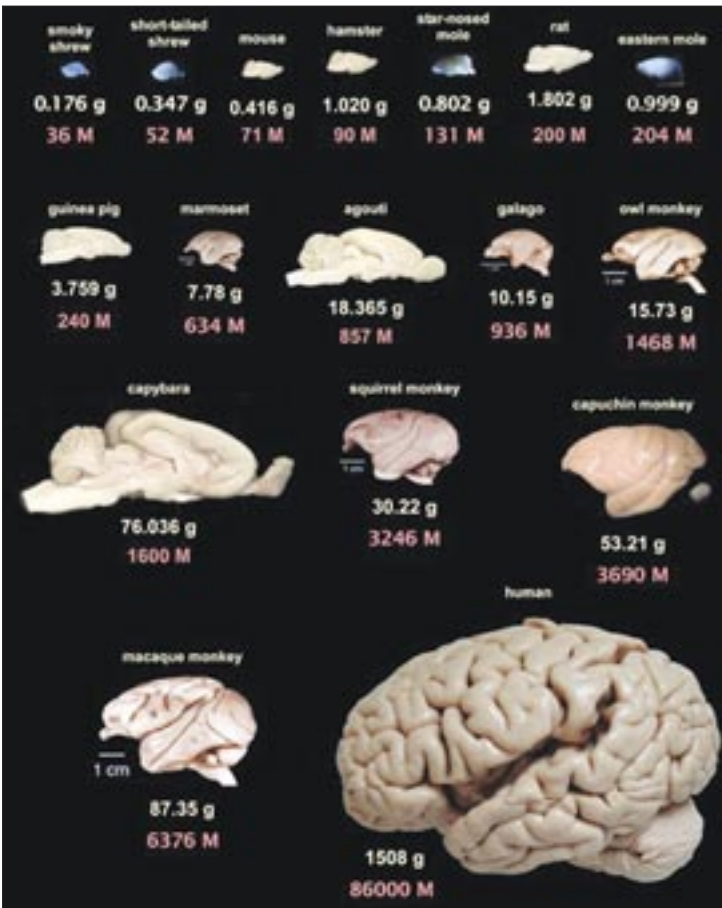 smoky
shrew
0.176 g
36 M
short-tailed
shrew
0.347 g
52 M
mouse
0.416 g
71 M
hamster
1.020 g
90 M
star-nosed
mole
0.802 g
131 M
rat
1.802 g
200 M
eastern mole
0.999 g
204 M
guinea pig
3.759 g
240 M
marmoset
7.78 g
634 M
agouti
18.365 g
857 M
galago
10.15 g
936 M
owl monkey
1 cm
15.73 g
1468 M
capybara
76.036 g
1600 M
squirrel monkey
1 cm
30.22 g
3246 M
capuchin monkey
53.21 g
3690 M
macaque monkey
1 cm
87.35 g
6376 M
human
1508 g
86000 M